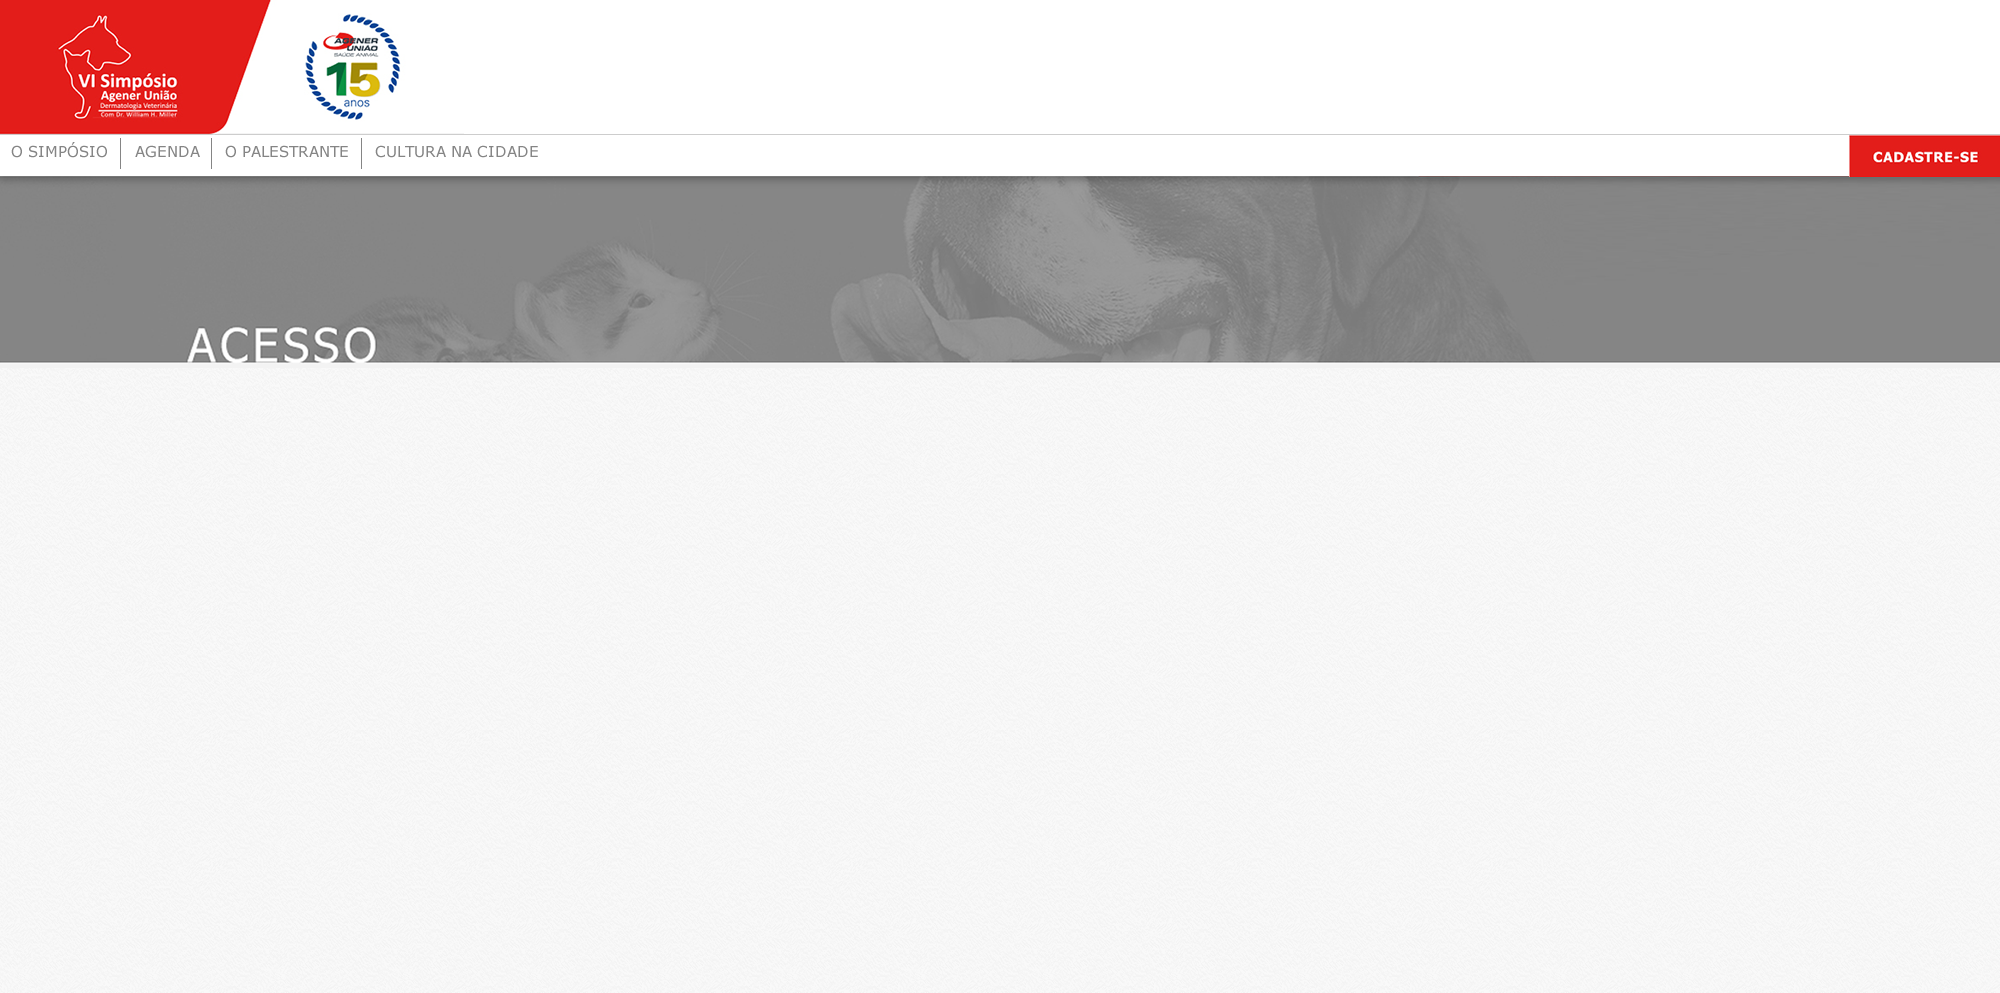 VI Simpósio
Agener União
Dermatologia Veterinária
Com Dr. William H. Miller
AGENER
UNIÃO
SAÚDE ANIMAL
15
anos
O SIMPÓSIO
AGENDA
O PALESTRANTE
CULTURA NA CIDADE
CADASTRE-SE
ACESSO